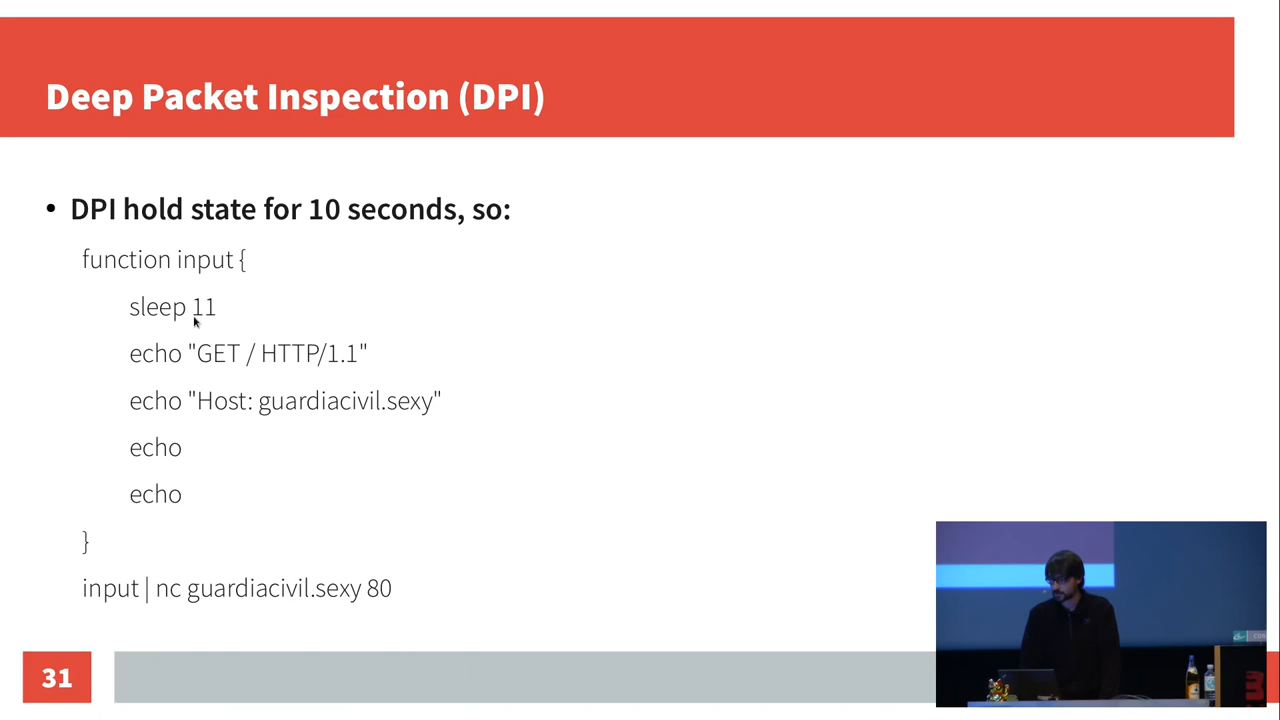 Deep Packet Inspection (DPI)
• DPI hold state for 10 seconds, so:
function input {
sleep 11
echo "GET / HTTP/1.1"
echo "Host: guardiacivil.sexy"
echo
echo
}
input | nc guardiacivil.sexy 80
31